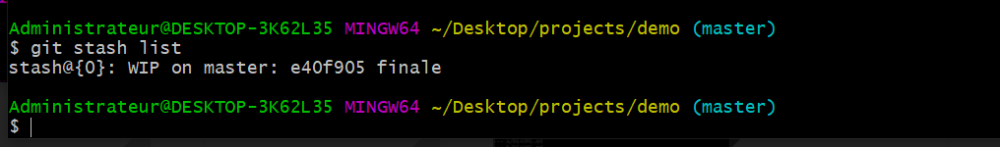 Administrateur@DESKTOP-3K62L35 MINGW64 ~/Desktop/projects/demo (master)
$ git stash list
stash@{0}: WIP on master: e40f905 finale
Administrateur@DESKTOP-3K62L35 MINGW64 ~/Desktop/projects/demo (master)
$